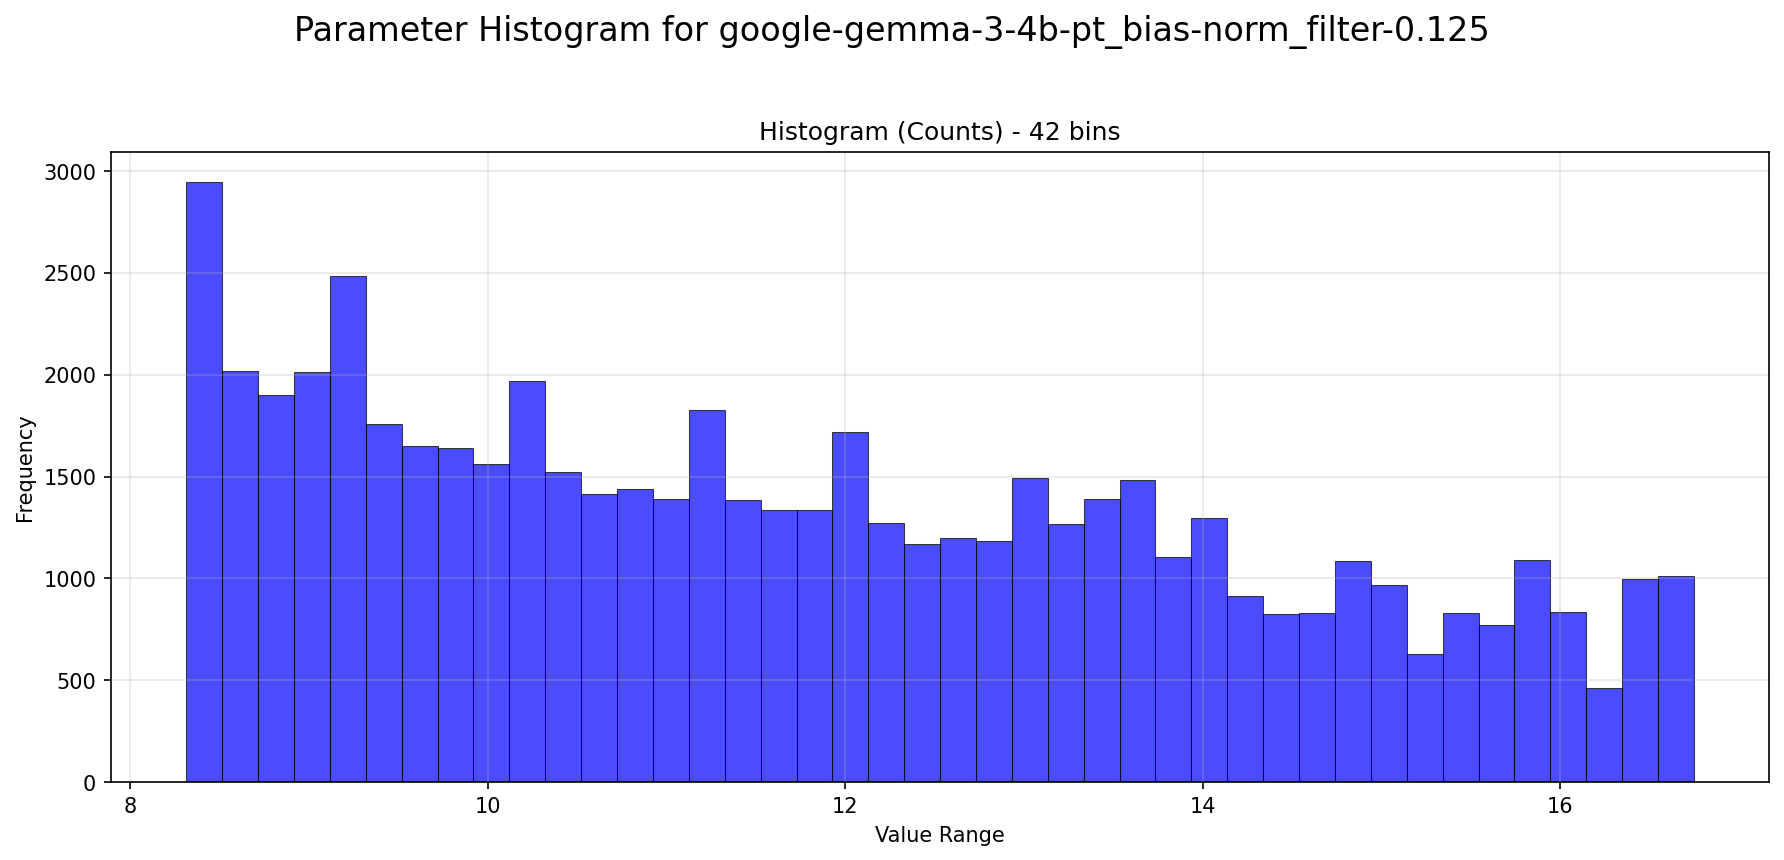 Parameter Histogram for google-gemma-3-4b-pt_bias-norm_filter-0.125
Histogram (Counts) - 42 bins
3000
2500
2000
1500
1000
500
0
Frequency
8 10 12 14 16
Value Range